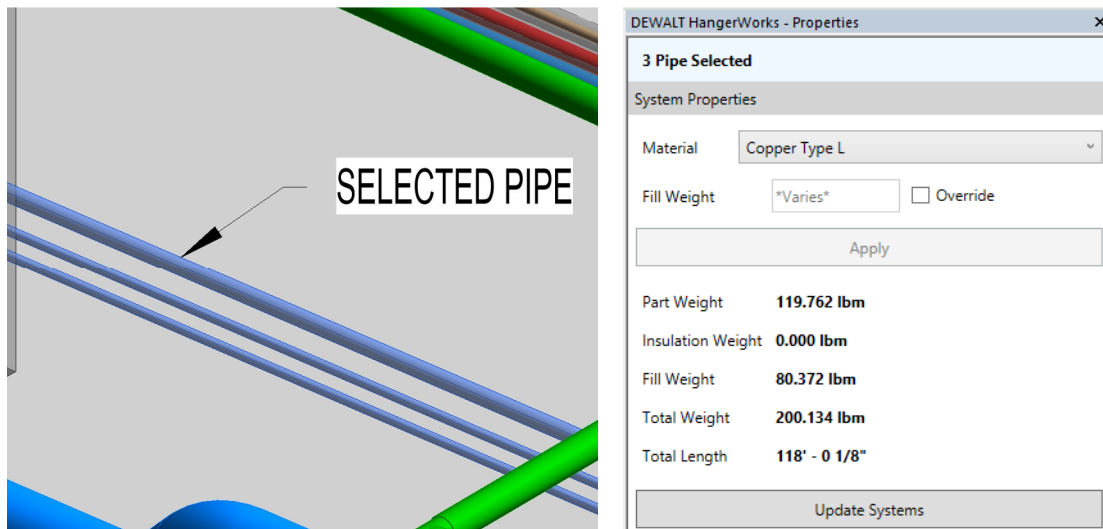 SELECTED PIPE
DEWALT HangerWorks - Properties
3 Pipe Selected
System Properties
Material Copper Type L
Fill Weight *Varies* Override
Apply
Part Weight 119.762 lbm
Insulation Weight 0.000 lbm
Fill Weight 80.372 lbm
Total Weight 200.134 lbm
Total Length 118' - 0 1/8"
Update Systems